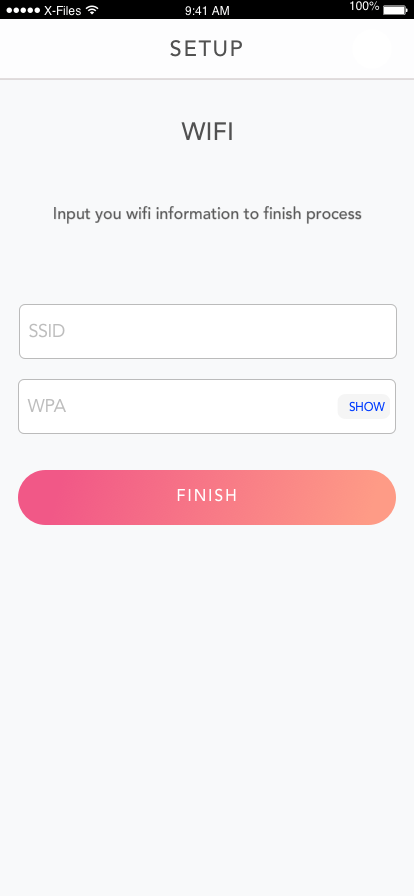 X-Files 9:41 AM 100%
SETUP
WIFI
Input you wifi information to finish process
SSID
WPA SHOW
FINISH